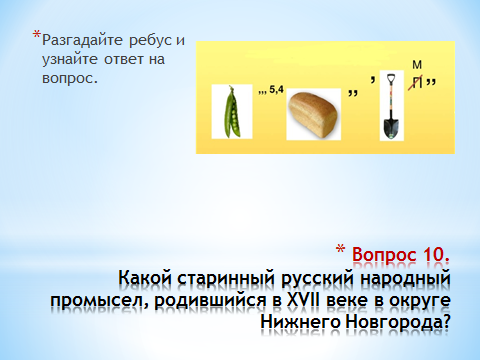 * Разгадайте ребус и
узнайте ответ на
вопрос.
,,, 5,4
,,
,
М
П ,,
* Вопрос 10.
Какой старинный русский народный
промысел, родившийся в XVII веке в округе
Нижнего Новгорода?